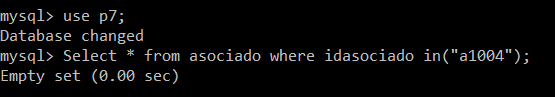 mysql> use p7;
Database changed
mysql> Select * from asociado where idasociado in("a1004");
Empty set (0.00 sec)